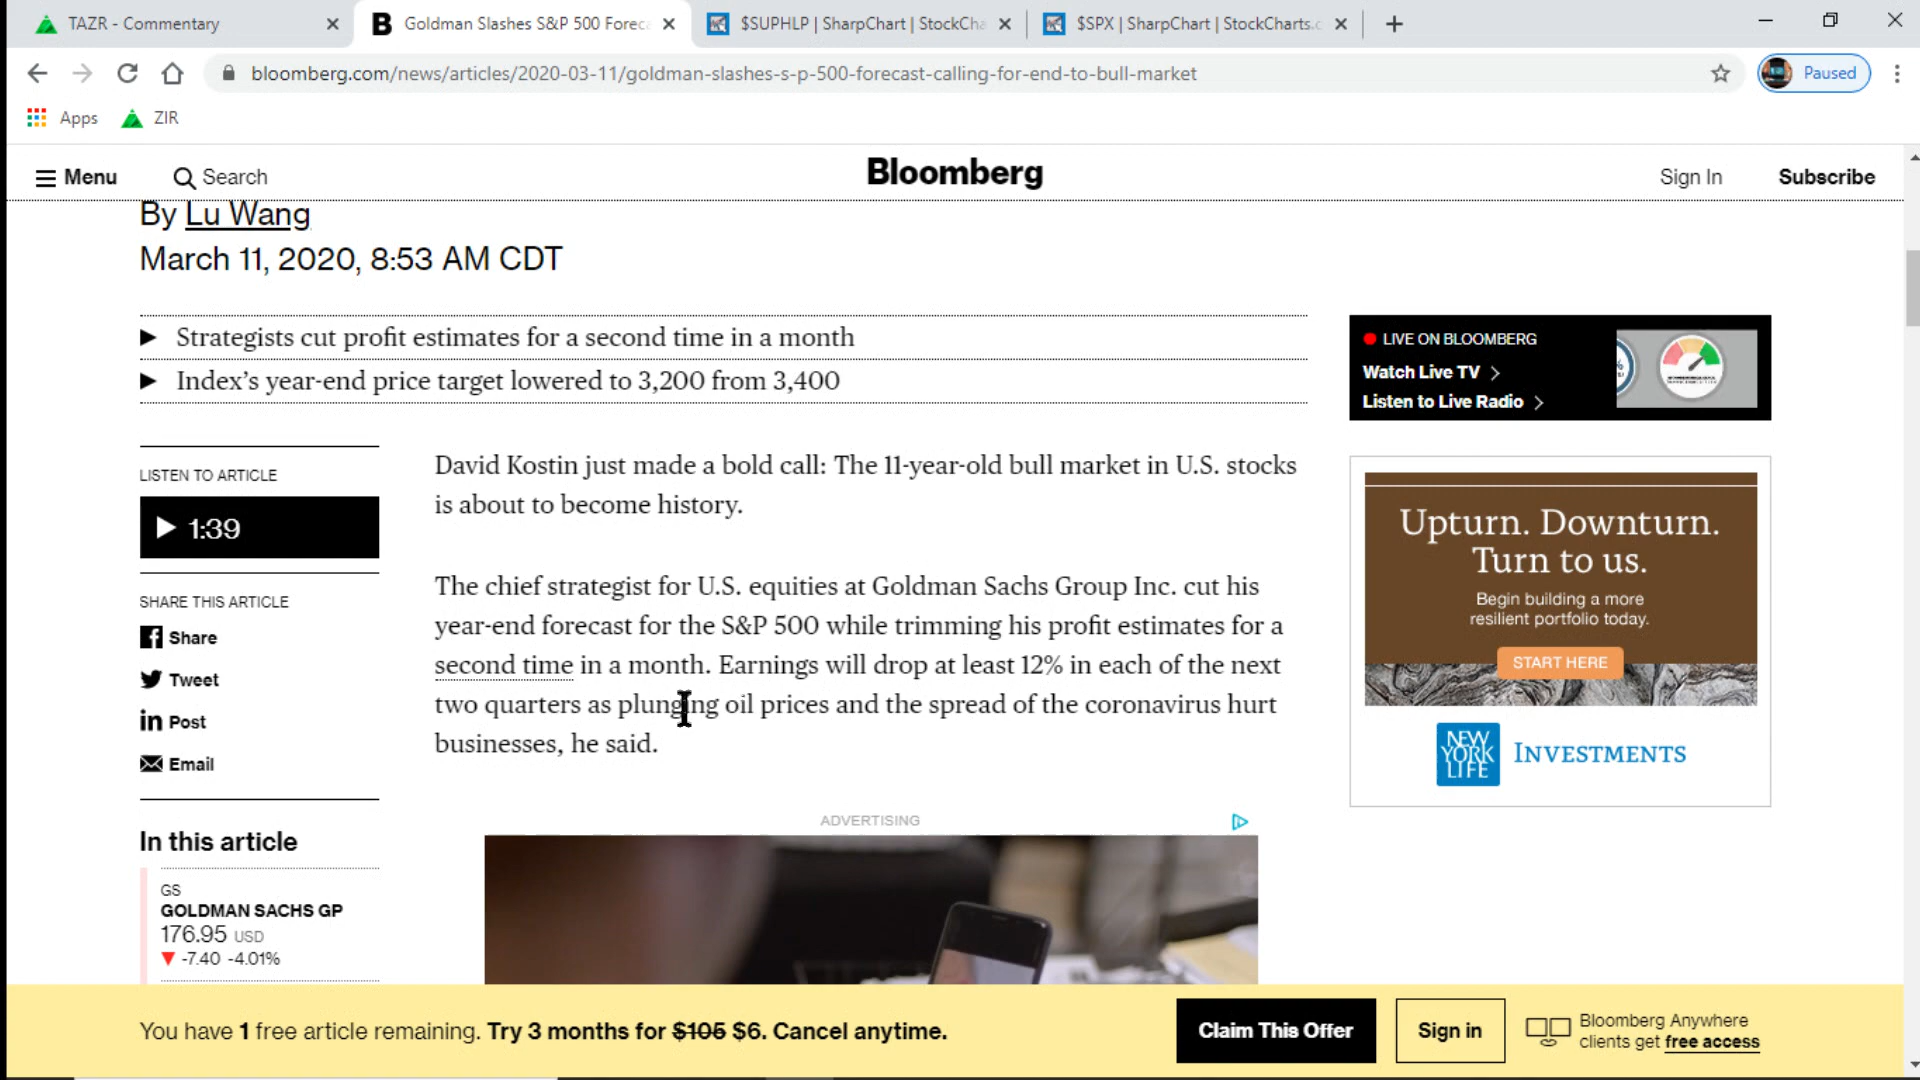 TAZR - Commentary
Goldman Slashes S&P 500 Foreca
$SUPHLP | SharpChart | StockCha
$SPX | SharpChart | StockCharts.c
bloomberg.com/news/articles/2020-03-11/goldman-slashes-s-p-500-forecast-calling-for-end-to-bull-market
Paused
Apps
ZIR
Menu
Search
Bloomberg
Sign In
Subscribe
By Lu Wang
March 11, 2020, 8:53 AM CDT
Strategists cut profit estimates for a second time in a month
Index's year-end price target lowered to 3,200 from 3,400
LIVE ON BLOOMBERG
Watch Live TV
Listen to Live Radio
LISTEN TO ARTICLE
1:39
SHARE THIS ARTICLE
Share
Tweet
Post
Email
David Kostin just made a bold call: The 11-year-old bull market in U.S. stocks
is about to become history.
The chief strategist for U.S. equities at Goldman Sachs Group Inc. cut his
year-end forecast for the S&P 500 while trimming his profit estimates for a
second time in a month. Earnings will drop at least 12% in each of the next
two quarters as plunging oil prices and the spread of the coronavirus hurt
businesses, he said.
Upturn. Downturn.
Turn to us.
Begin building a more
resilient portfolio today.
START HERE
NEW
YORK
LIFE
INVESTMENTS
ADVERTISING
In this article
GS
GOLDMAN SACHS GP
176.95 USD
-7.40 -4.01%
You have 1 free article remaining. Try 3 months for $105 $6. Cancel anytime.
Claim This Offer
Sign in
Bloomberg Anywhere
clients get free access